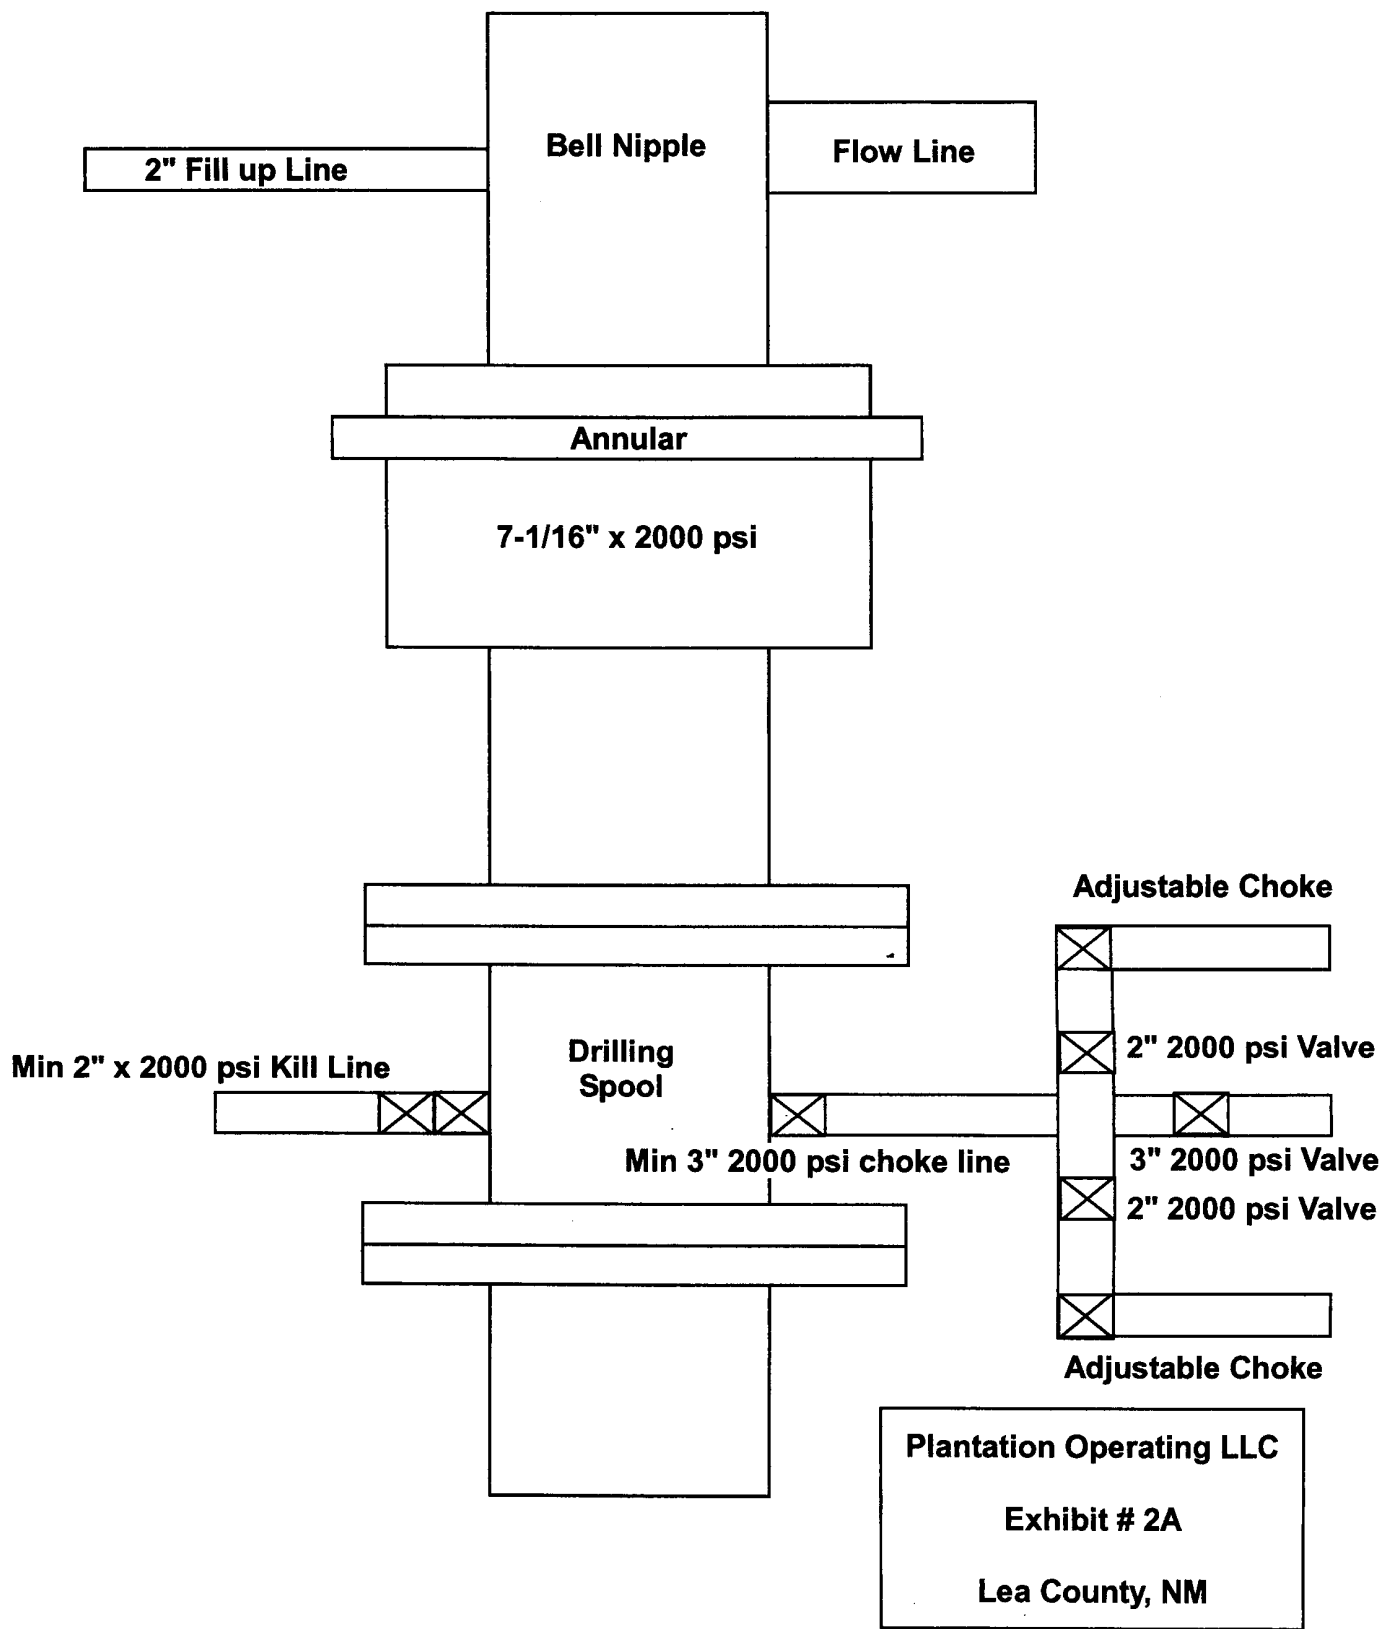 Bell Nipple
Flow Line
2" Fill up Line
Annular
7-1/16" x 2000 psi
Adjustable Choke
Drilling
Spool
2" 2000 psi Valve
Min 2" x 2000 psi Kill Line
Min 3" 2000 psi choke line
3" 2000 psi Valve
2" 2000 psi Valve
Adjustable Choke
Plantation Operating LLC
Exhibit # 2A
Lea County, NM